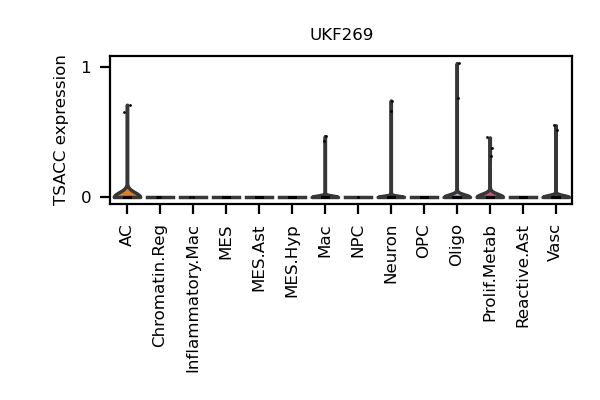 UKF269
TSACC expression
1
0
AC
Chromatin.Reg
Inflammatory.Mac
MES
MES.Ast
MES.Hyp
Mac
NPC
Neuron
OPC
Oligo
Prolif.Metab
Reactive.Ast
Vasc